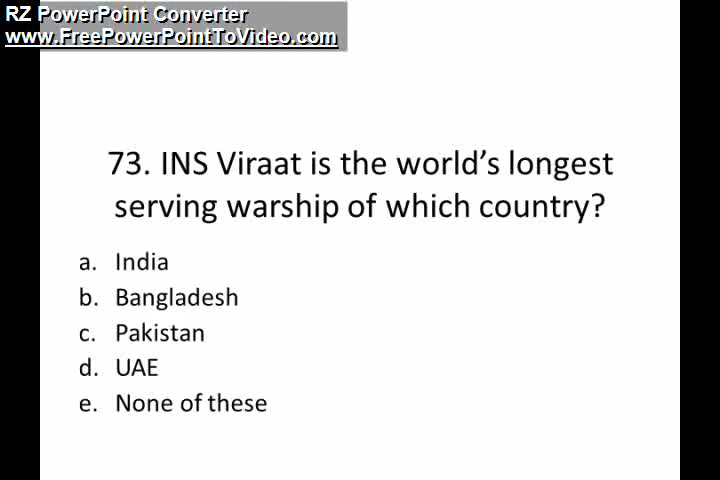 RZ PowerPoint Converter
www.FreePowerPointToVideo.com
73. INS Viraat is the world’s longest
serving warship of which country?
a. India
b. Bangladesh
c. Pakistan
d. UAE
e. None of these